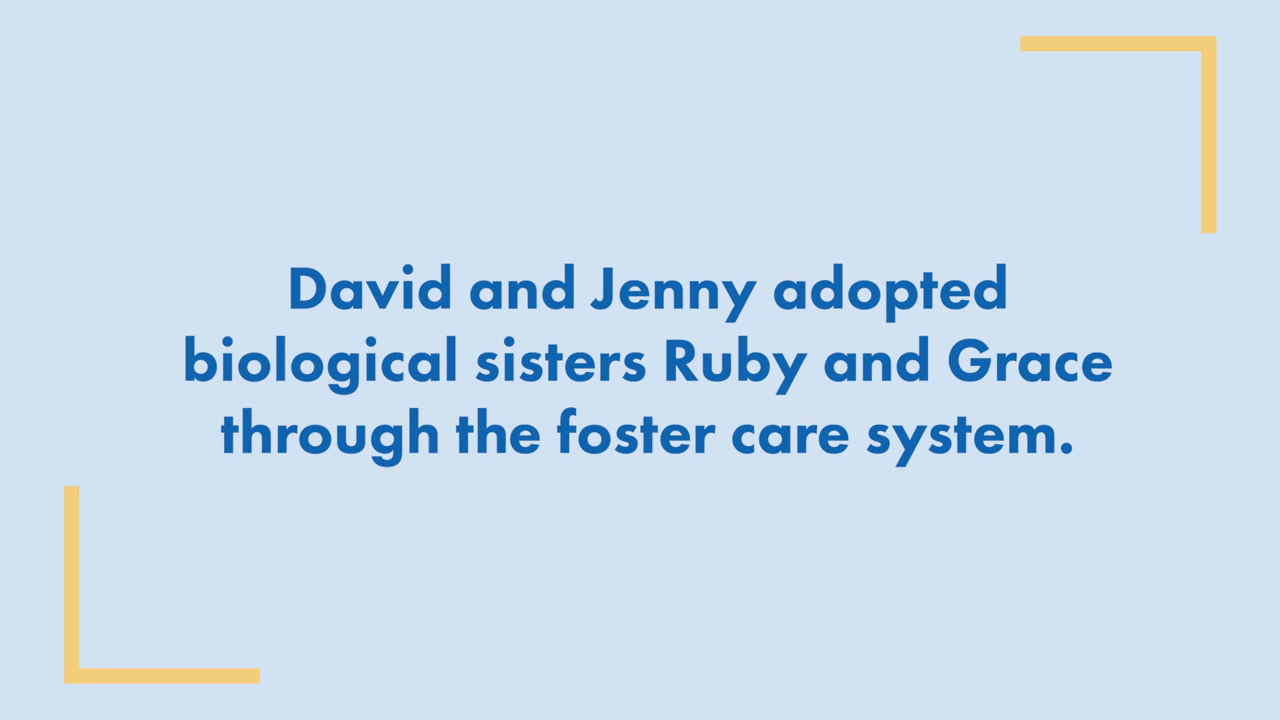 David and Jenny adopted
biological sisters Ruby and Grace
through the foster care system.